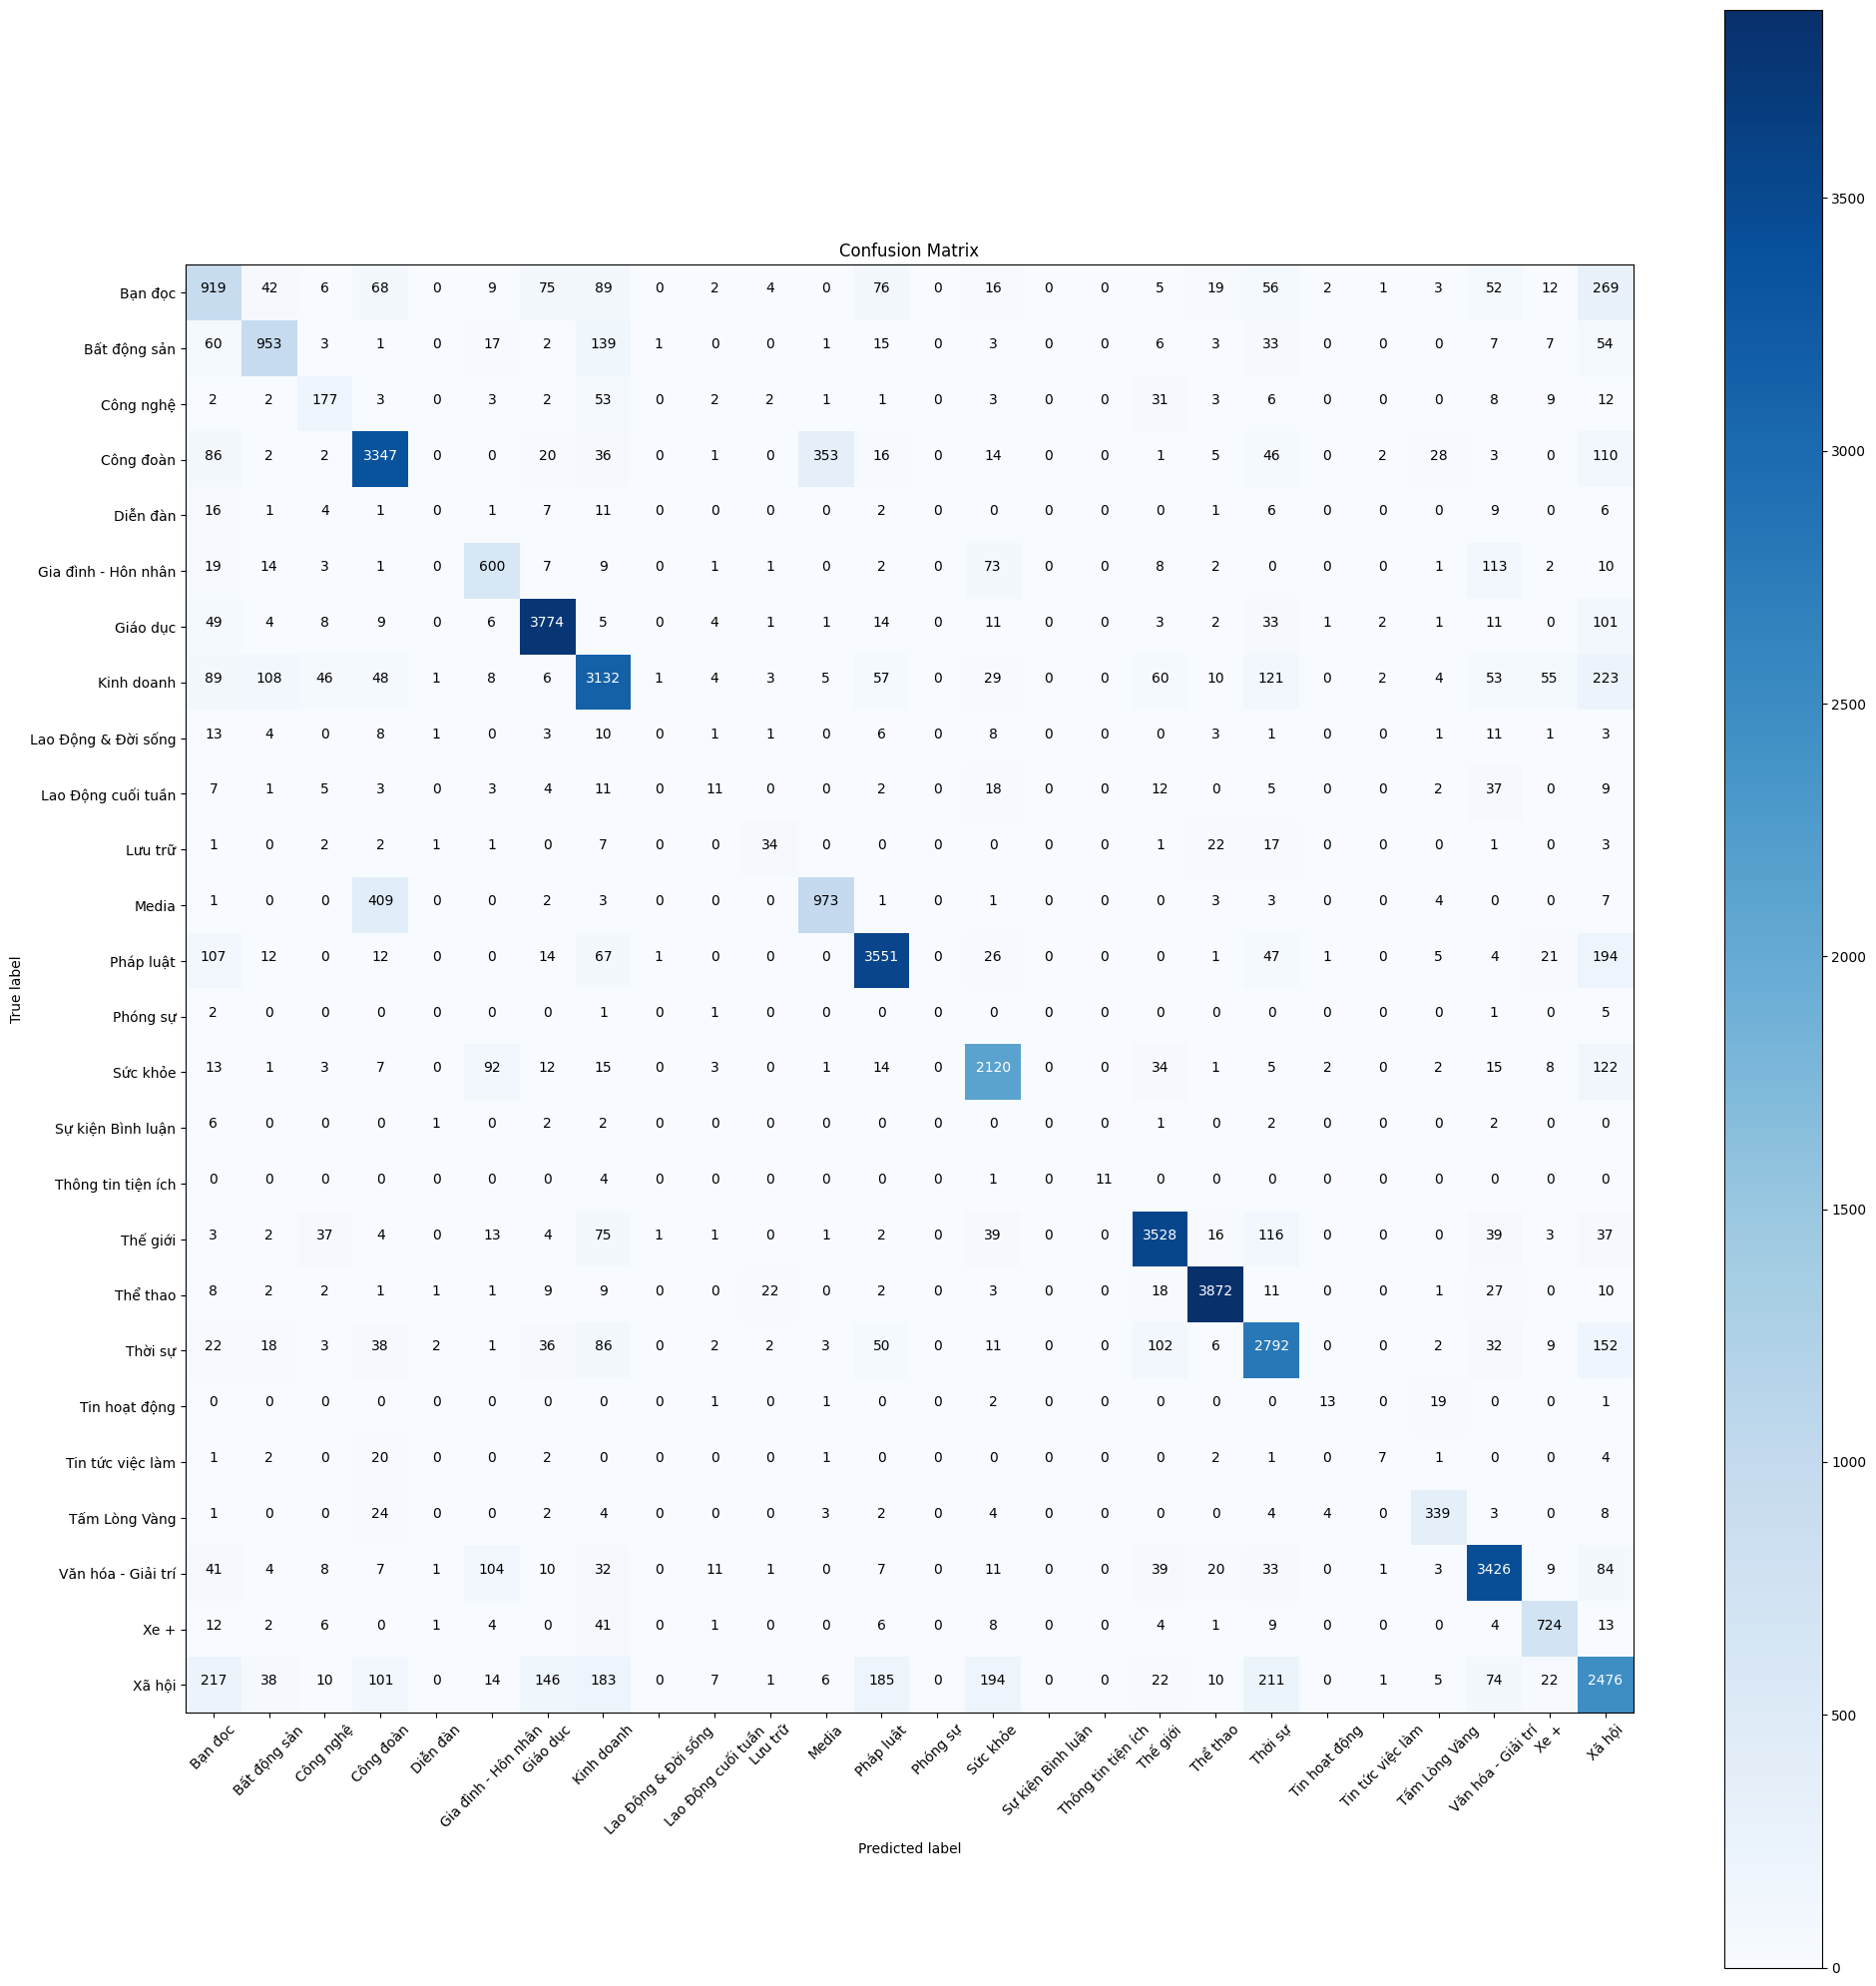 Confusion Matrix
Bạn đọc 919 42 6 68 0 9 75 89 0 2 4 0 76 0 16 0 0 5 19 56 2 1 3 52 12 269
Bất động sản 60 953 3 1 0 17 2 139 1 0 0 1 15 0 3 0 0 6 3 33 0 0 0 7 7 54
Công nghệ 2 2 177 3 0 3 2 53 0 2 2 1 1 0 3 0 0 31 3 6 0 0 0 8 9 12
Công đoàn 86 2 2 3347 0 0 20 36 0 1 0 353 16 0 14 0 0 1 5 46 0 2 28 3 0 110
Diễn đàn 16 1 4 1 0 1 7 11 0 0 0 0 2 0 0 0 0 0 1 6 0 0 0 9 0 6
Gia đình - Hôn nhân 19 14 3 1 0 600 7 9 0 1 1 0 2 0 73 0 0 8 2 0 0 0 1 113 2 10
Giáo dục 49 4 8 9 0 6 3774 5 0 4 1 1 14 0 11 0 0 3 2 33 1 2 1 11 0 101
Kinh doanh 89 108 46 48 1 8 6 3132 1 4 3 5 57 0 29 0 0 60 10 121 0 2 4 53 55 223
Lao Động & Đời sống 13 4 0 8 1 0 3 10 0 1 1 0 6 0 8 0 0 0 3 1 0 0 1 11 1 3
Lao Động cuối tuần 7 1 5 3 0 3 4 11 0 11 0 0 2 0 18 0 0 12 0 5 0 0 2 37 0 9
Lưu trữ 1 0 2 2 1 1 0 7 0 0 34 0 0 0 0 0 0 1 22 17 0 0 0 1 0 3
Media 1 0 0 409 0 0 2 3 0 0 0 973 1 0 1 0 0 0 3 3 0 0 4 0 0 7
Pháp luật 107 12 0 12 0 0 14 67 1 0 0 0 3551 0 26 0 0 0 1 47 1 0 5 4 21 194
Phóng sự 2 0 0 0 0 0 0 1 0 1 0 0 0 0 0 0 0 0 0 0 0 0 0 1 0 5
Sức khỏe 13 1 3 7 0 92 12 15 0 3 0 1 14 0 2120 0 0 34 1 5 2 0 2 15 8 122
Sự kiện Bình luận 6 0 0 0 1 0 2 2 0 0 0 0 0 0 0 0 0 1 0 2 0 0 0 2 0 0
Thông tin tiện ích 0 0 0 0 0 0 0 4 0 0 0 0 0 0 1 0 11 0 0 0 0 0 0 0 0 0
Thế giới 3 2 37 4 0 13 4 75 1 1 0 1 2 0 39 0 0 3528 16 116 0 0 0 39 3 37
Thể thao 8 2 2 1 1 1 9 9 0 0 22 0 2 0 3 0 0 18 3872 11 0 0 1 27 0 10
Thời sự 22 18 3 38 2 1 36 86 0 2 2 3 50 0 11 0 0 102 6 2792 0 0 2 32 9 152
Tin hoạt động 0 0 0 0 0 0 0 0 0 1 0 1 0 0 2 0 0 0 0 0 13 0 19 0 0 1
Tin tức việc làm 1 2 0 20 0 0 2 0 0 0 0 1 0 0 0 0 0 0 2 1 0 7 1 0 0 4
Tấm Lòng Vàng 1 0 0 24 0 0 2 4 0 0 0 3 2 0 4 0 0 0 0 4 4 0 339 3 0 8
Văn hóa - Giải trí 41 4 8 7 1 104 10 32 0 11 1 0 7 0 11 0 0 39 20 33 0 1 3 3426 9 84
Xe + 12 2 6 0 1 4 0 41 0 1 0 0 6 0 8 0 0 4 1 9 0 0 0 4 724 13
Xã hội 217 38 10 101 0 14 146 183 0 7 1 6 185 0 194 0 0 22 10 211 0 1 5 74 22 2476
True label
Bạn đọc
Bất động sản
Công nghệ
Công đoàn
Diễn đàn
Gia đình - Hôn nhân
Giáo dục
Kinh doanh
Lao Động & Đời sống
Lao Động cuối tuần
Lưu trữ
Media
Pháp luật
Phóng sự
Sức khỏe
Sự kiện Bình luận
Thông tin tiện ích
Thế giới
Thể thao
Thời sự
Tin hoạt động
Tin tức việc làm
Tấm Lòng Vàng
Văn hóa - Giải trí
Xe +
Xã hội
Predicted label
3500
3000
2500
2000
1500
1000
500
0